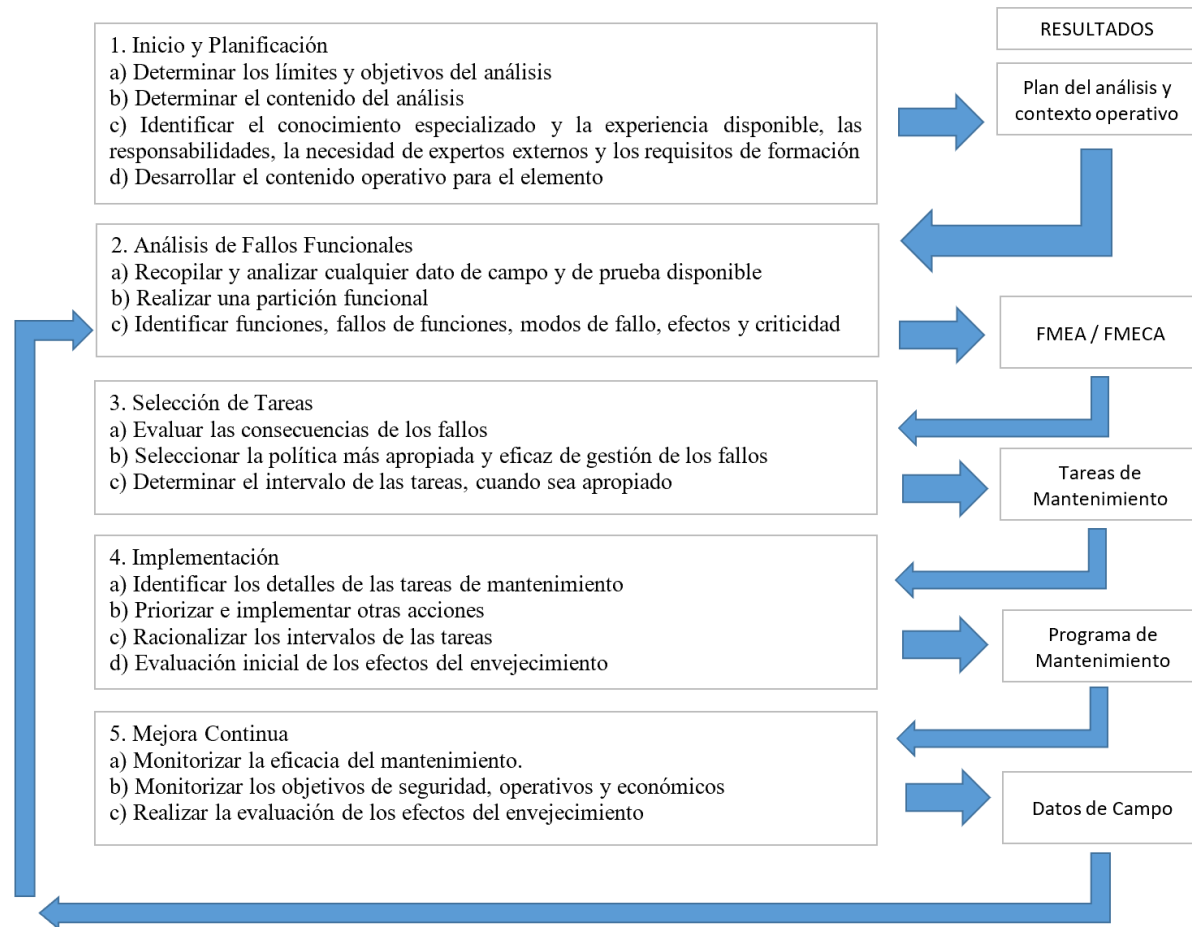 RESULTADOS
1. Inicio y Planificación
a) Determinar los límites y objetivos del análisis
b) Determinar el contenido del análisis
c) Identificar el conocimiento especializado y la experiencia disponible, las
responsabilidades, la necesidad de expertos externos y los requisitos de formación
d) Desarrollar el contenido operativo para el elemento
Plan del análisis y
contexto operativo
2. Análisis de Fallos Funcionales
a) Recopilar y analizar cualquier dato de campo y de prueba disponible
b) Realizar una partición funcional
c) Identificar funciones, fallos de funciones, modos de fallo, efectos y criticidad
FMEA / FMECA
3. Selección de Tareas
a) Evaluar las consecuencias de los fallos
b) Seleccionar la política más apropiada y eficaz de gestión de los fallos
c) Determinar el intervalo de las tareas, cuando sea apropiado
Tareas de
Mantenimiento
4. Implementación
a) Identificar los detalles de las tareas de mantenimiento
b) Priorizar e implementar otras acciones
c) Racionalizar los intervalos de las tareas
d) Evaluación inicial de los efectos del envejecimiento
Programa de
Mantenimiento
5. Mejora Continua
a) Monitorizar la eficacia del mantenimiento.
b) Monitorizar los objetivos de seguridad, operativos y económicos
c) Realizar la evaluación de los efectos del envejecimiento
Datos de Campo